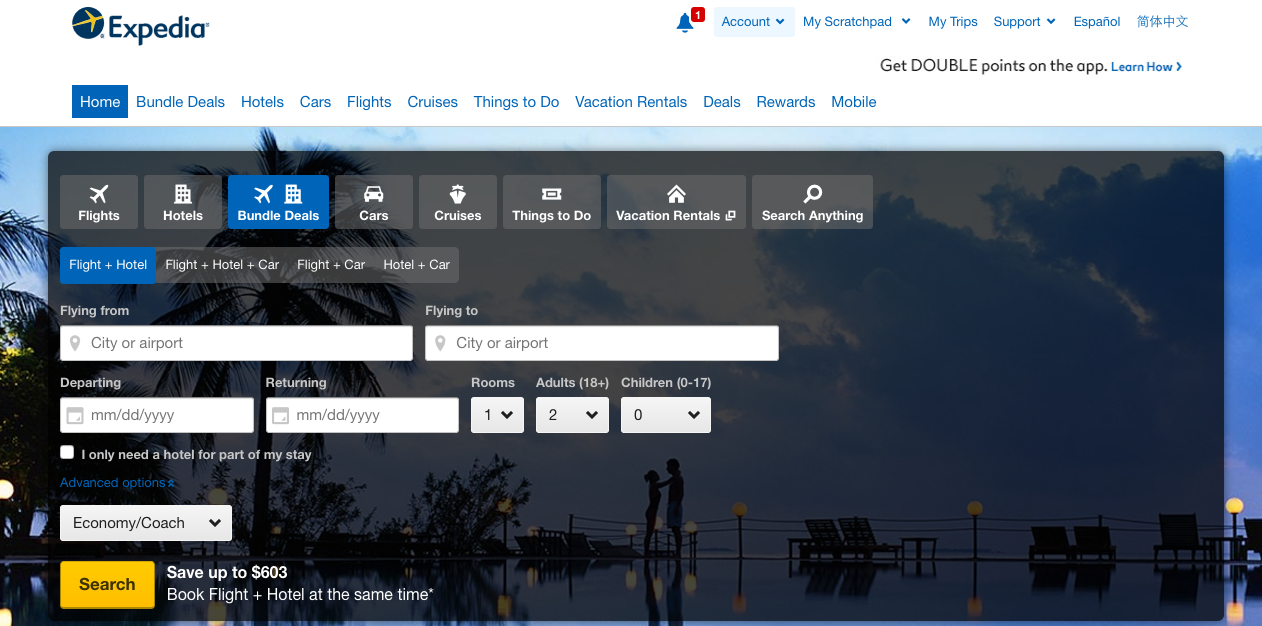 Expedia
1
Account My Scratchpad My Trips Support Español 简体中文
Get DOUBLE points on the app. Learn How
Home Bundle Deals Hotels Cars Flights Cruises Things to Do Vacation Rentals Deals Rewards Mobile
Flights Hotels Bundle Deals Cars Cruises Things to Do Vacation Rentals Search Anything
Flight + Hotel Flight + Hotel + Car Flight + Car Hotel + Car
Flying from Flying to
City or airport City or airport
Departing Returning Rooms Adults (18+) Children (0-17)
mm/dd/yyyy mm/dd/yyyy 1 2 0
I only need a hotel for part of my stay
Advanced options
Economy/Coach
Search
Save up to $603
Book Flight + Hotel at the same time*